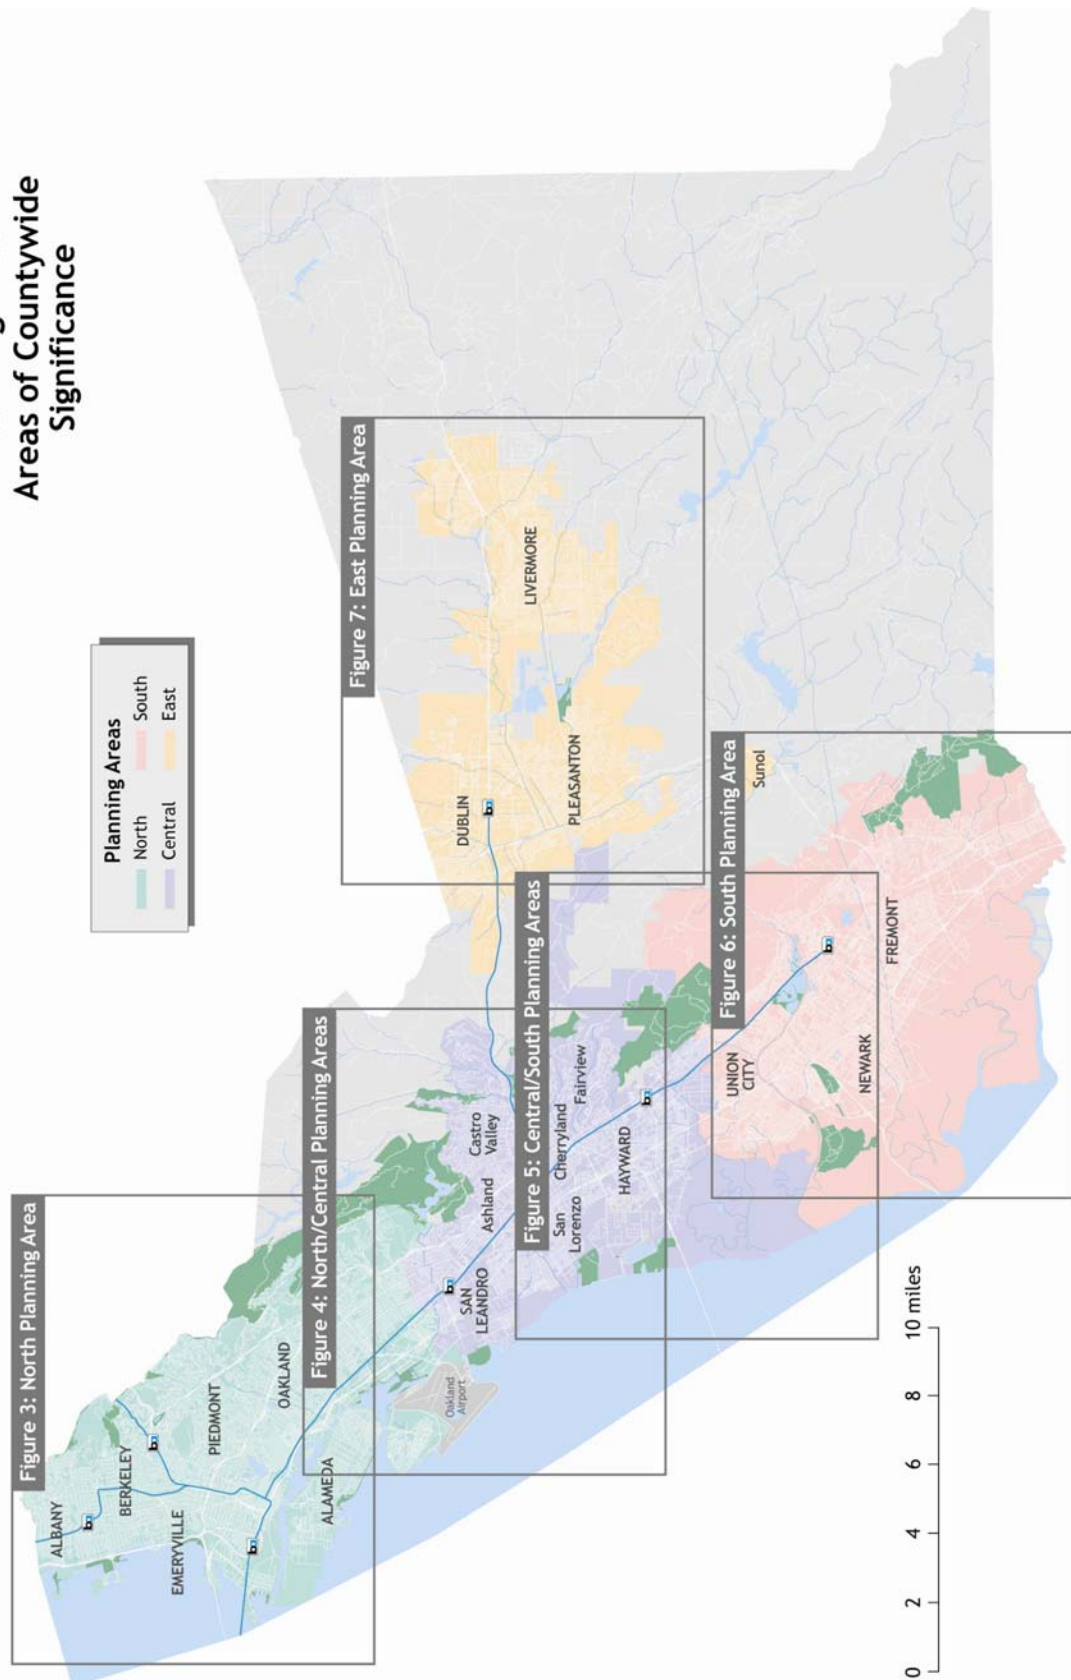 Areas of Countywide
Significance
Planning Areas
North
South
Central
East
Figure 3: North Planning Area
ALBANY
BERKELEY
EMERYVILLE
PIEDMONT
OAKLAND
ALAMEDA
Figure 4: North/Central Planning Areas
Oakland
Airport
SAN
LEANDRO
Ashland
Castro
Valley
Figure 5: Central/South Planning Areas
San
Lorenzo
Cherryland
Fairview
HAYWARD
Figure 7: East Planning Area
DUBLIN
PLEASANTON
LIVERMORE
Figure 6: South Planning Area
Sunol
UNION
CITY
NEWARK
FREMONT
0 2 4 6 8 10 miles